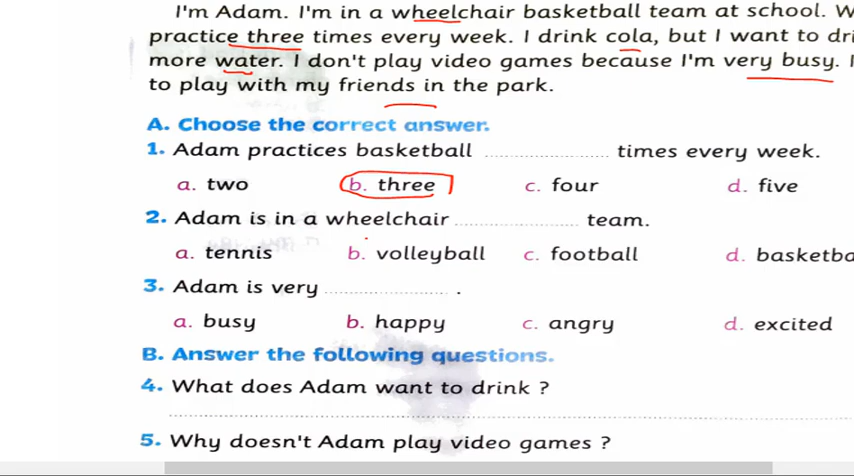 I'm Adam. I'm in a wheelchair basketball team at school. W
practice three times every week. I drink cola, but I want to dri
more water. I don't play video games because I'm very busy. I
to play with my friends in the park.
A. Choose the correct answer.
1. Adam practices basketball ........................ times every week.
a. two b. three c. four d. five
2. Adam is in a wheelchair ........................ team.
a. tennis b. volleyball c. football d. basketba
3. Adam is very ........................ .
a. busy b. happy c. angry d. excited
B. Answer the following questions.
4. What does Adam want to drink ?
5. Why doesn't Adam play video games ?